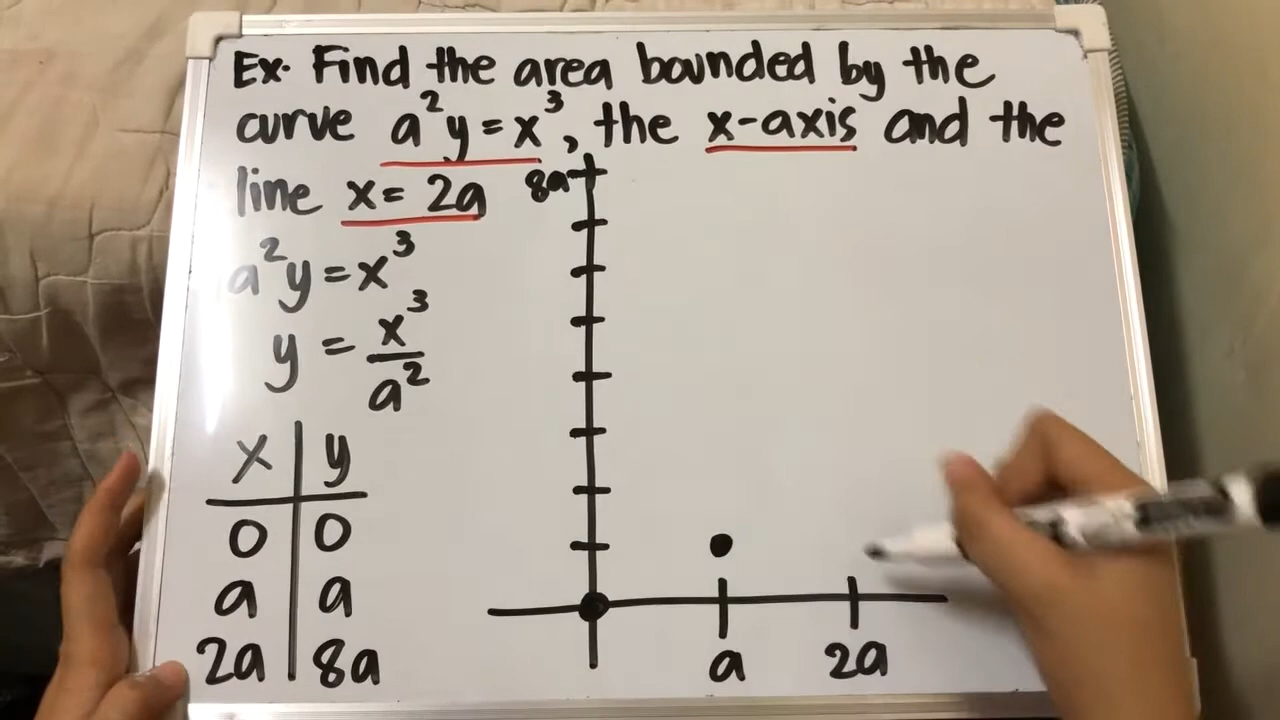 Ex. Find the area bounded by the
curve a²y = x³, the x-axis and the
line x = 2a
8a
a²y = x³
y = x³/a²
x y
0 0
a a
2a 8a
a 2a